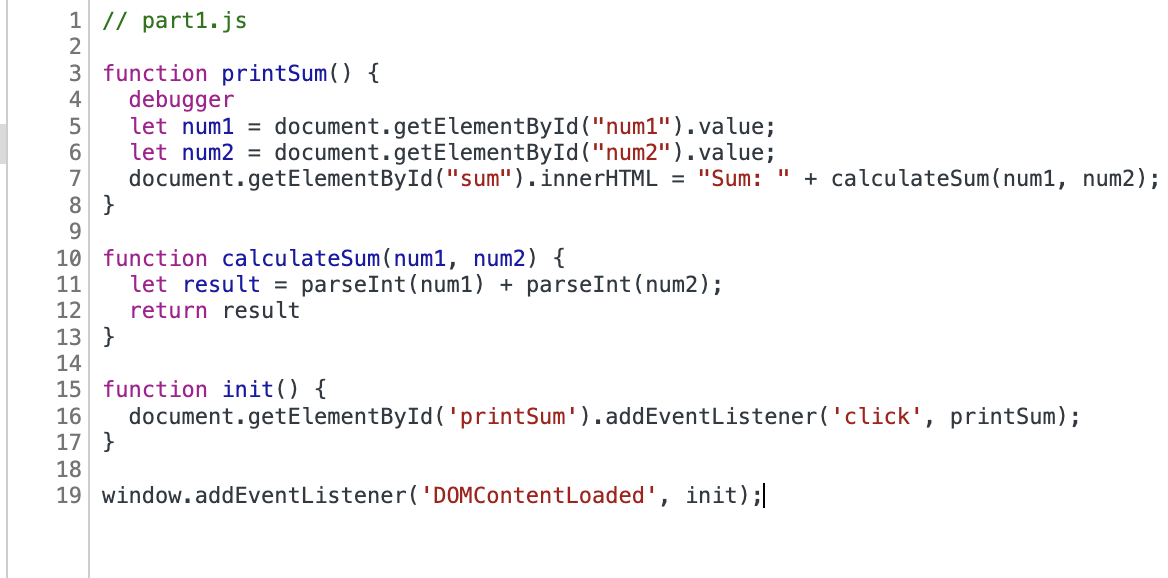 1 // part1.js
2
3 function printSum() {
4   debugger
5   let num1 = document.getElementById("num1").value;
6   let num2 = document.getElementById("num2").value;
7   document.getElementById("sum").innerHTML = "Sum: " + calculateSum(num1, num2);
8 }
9
10 function calculateSum(num1, num2) {
11   let result = parseInt(num1) + parseInt(num2);
12   return result
13 }
14
15 function init() {
16   document.getElementById('printSum').addEventListener('click', printSum);
17 }
18
19 window.addEventListener('DOMContentLoaded', init);